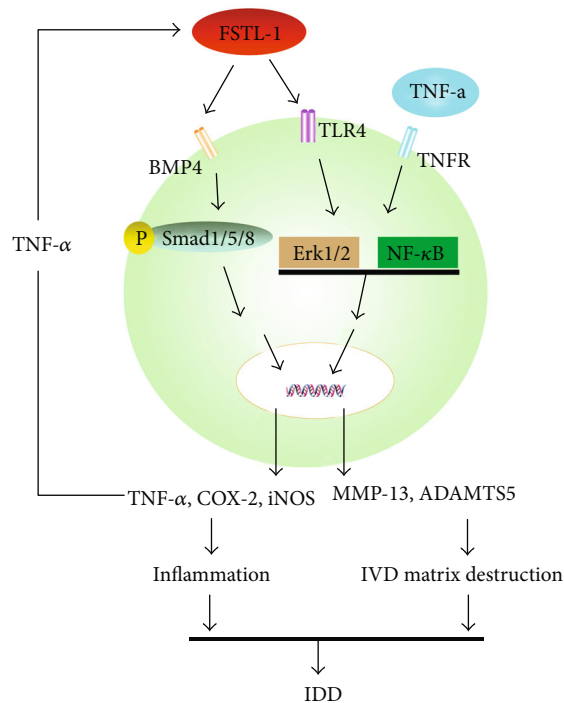 FSTL-1
TNF-a
TLR4
BMP4
TNFR
TNF-α
P
Smad1/5/8
Erk1/2
NF-κB
TNF-α, COX-2, iNOS
MMP-13, ADAMTS5
Inflammation
IVD matrix destruction
IDD